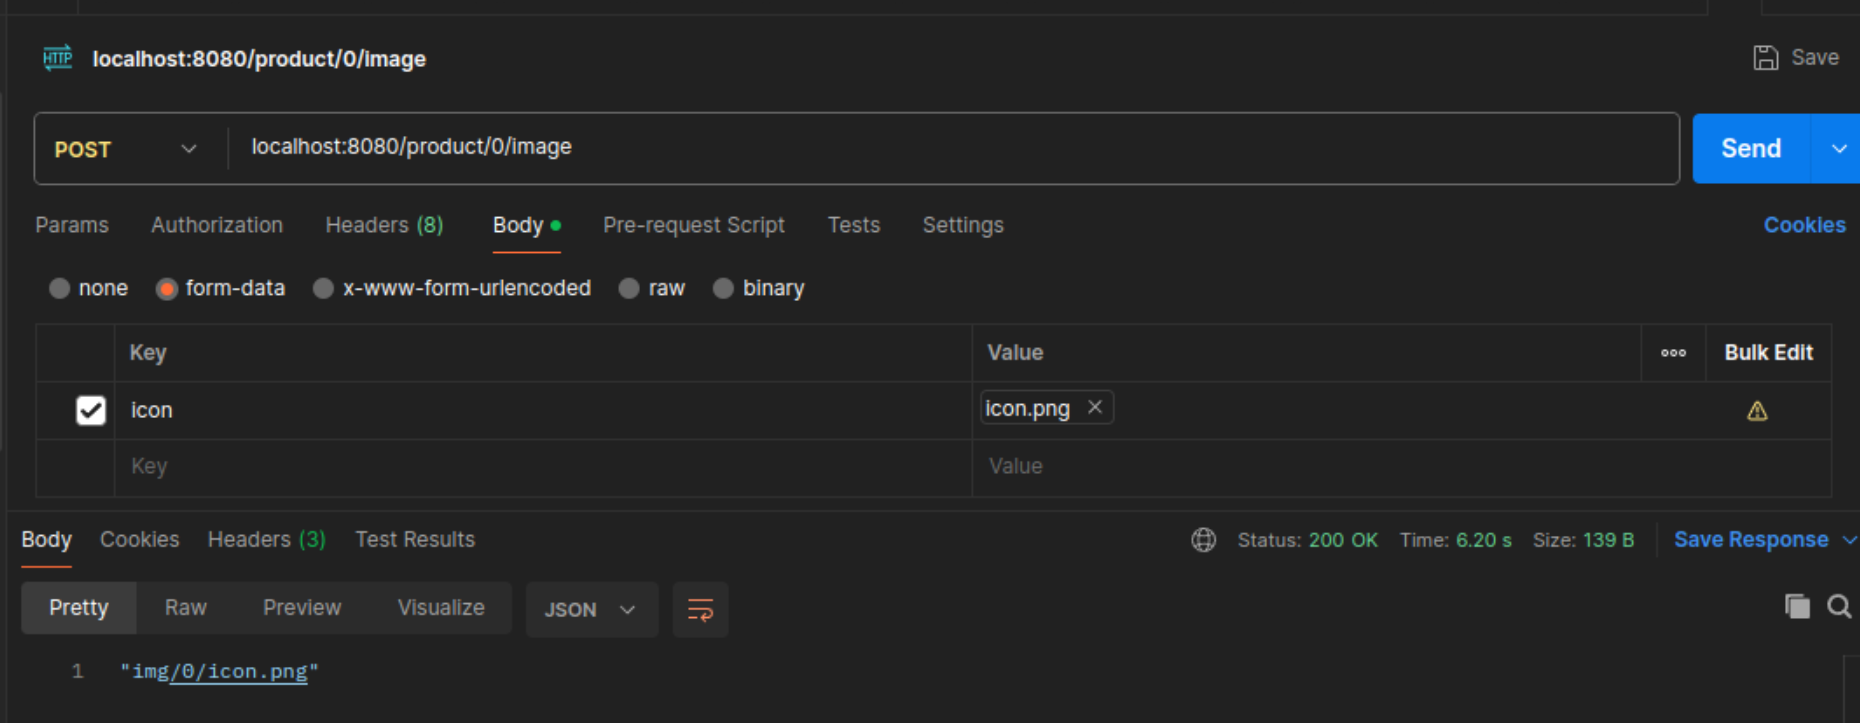 HTTP localhost:8080/product/0/image Save
POST localhost:8080/product/0/image Send
Params Authorization Headers (8) Body Pre-request Script Tests Settings Cookies
none form-data x-www-form-urlencoded raw binary
Key Value ooo Bulk Edit
icon icon.png ×
Key Value
Body Cookies Headers (3) Test Results Status: 200 OK Time: 6.20 s Size: 139 B Save Response
Pretty Raw Preview Visualize JSON
1 "img/0/icon.png"